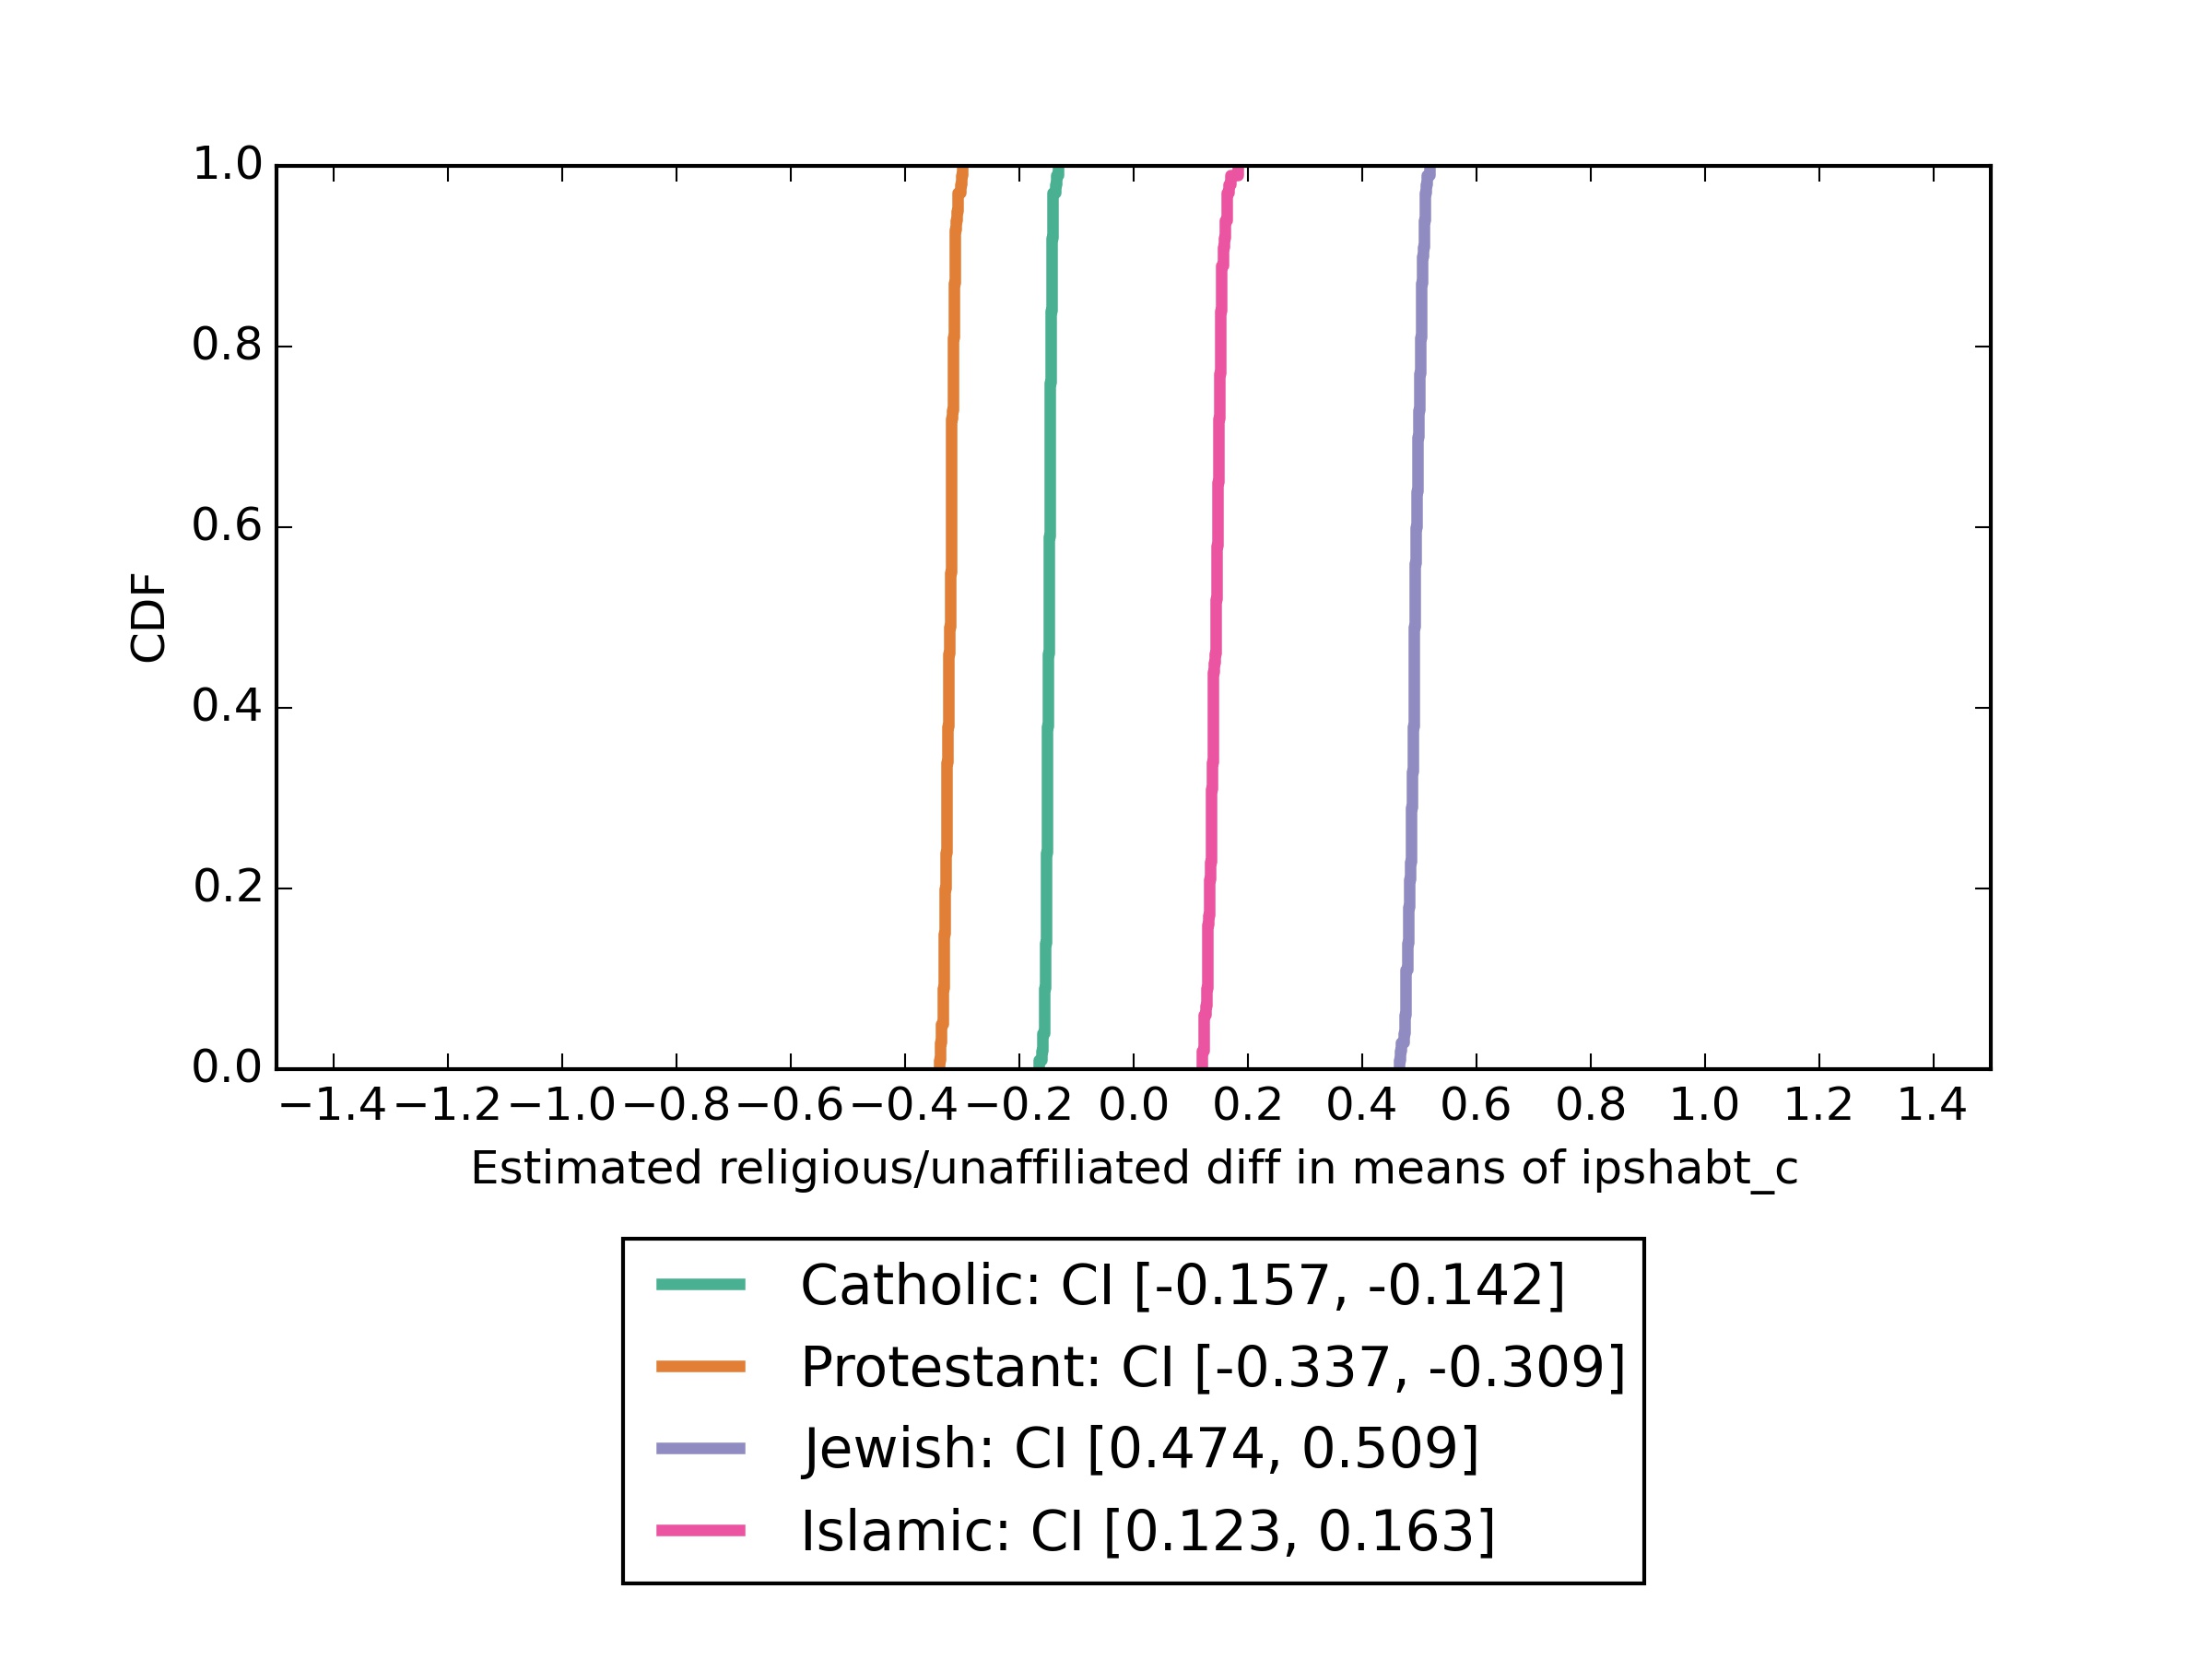 1.0
0.8
0.6
0.4
0.2
0.0
CDF
−1.4 −1.2 −1.0 −0.8 −0.6 −0.4 −0.2 0.0 0.2 0.4 0.6 0.8 1.0 1.2 1.4
Estimated religious/unaffiliated diff in means of ipshabt_c
Catholic: CI [-0.157, -0.142]
Protestant: CI [-0.337, -0.309]
Jewish: CI [0.474, 0.509]
Islamic: CI [0.123, 0.163]